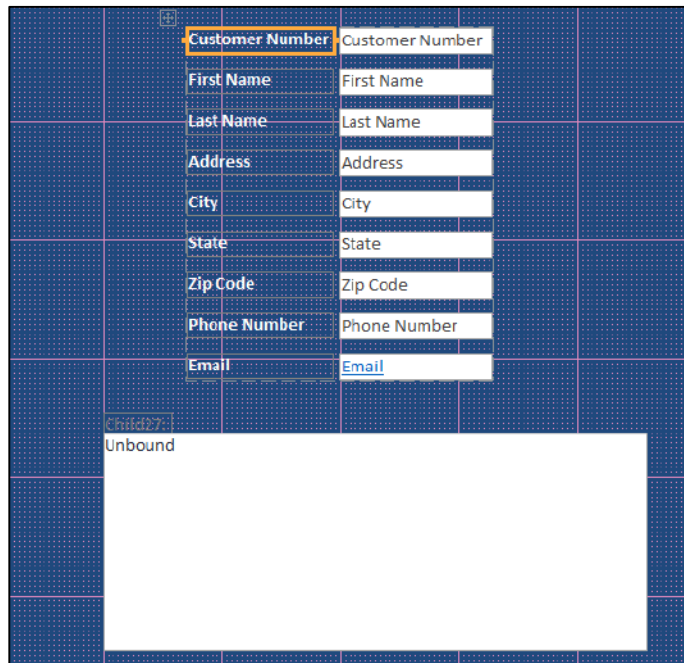 Customer Number Customer Number
First Name First Name
Last Name Last Name
Address Address
City City
State State
Zip Code Zip Code
Phone Number Phone Number
Email Email
Child27:
Unbound